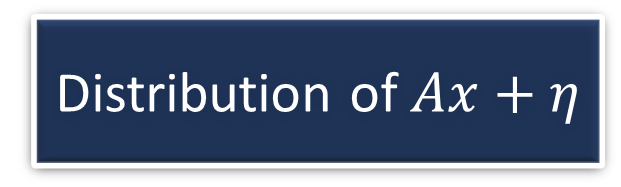 Distribution of Ax + η